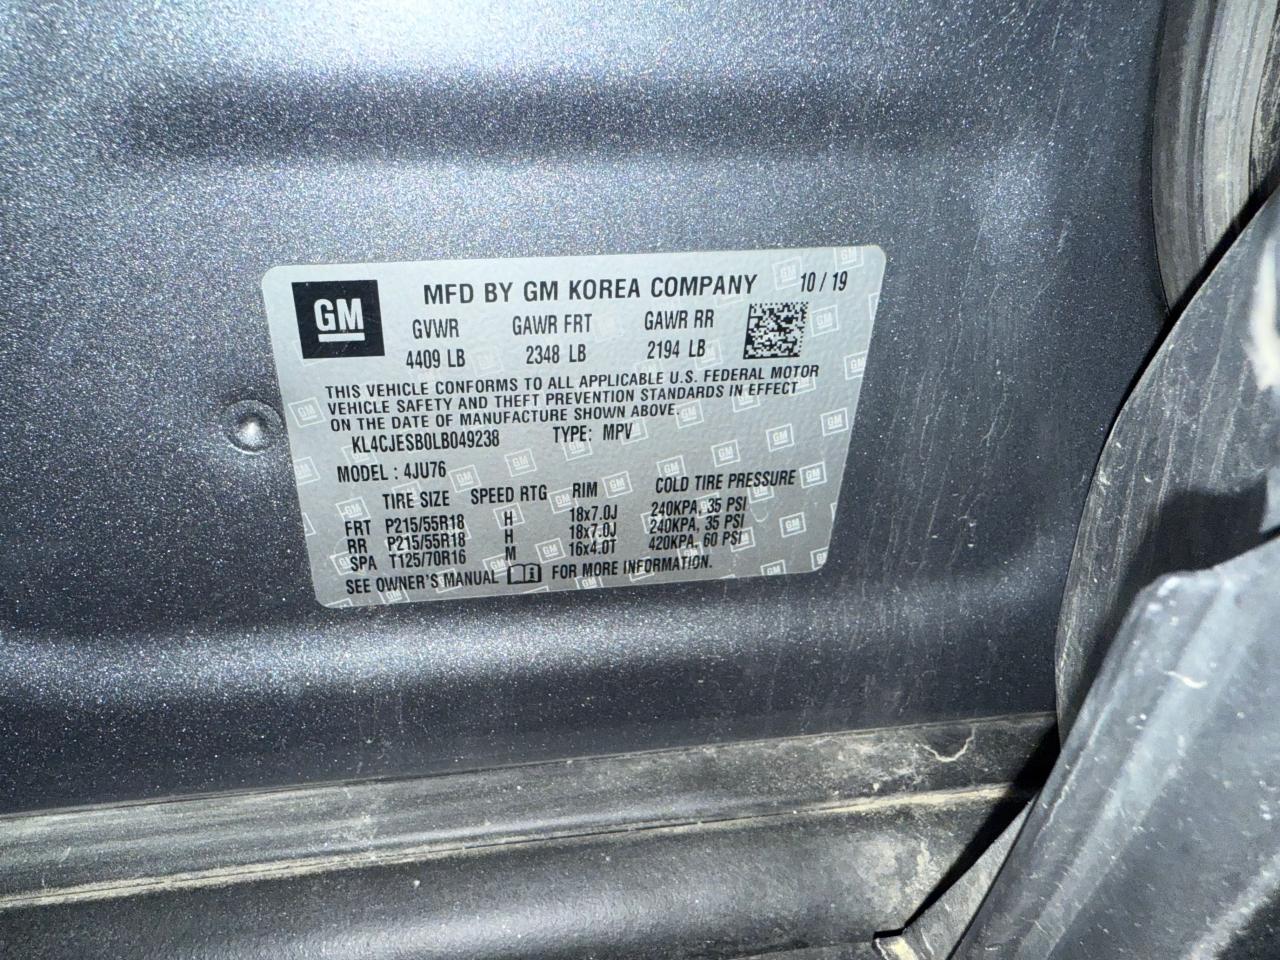 GM
MFD BY GM KOREA COMPANY 10/19
GVWR GAWR FRT GAWR RR
4409 LB 2348 LB 2194 LB
THIS VEHICLE CONFORMS TO ALL APPLICABLE U.S. FEDERAL MOTOR
VEHICLE SAFETY AND THEFT PREVENTION STANDARDS IN EFFECT
ON THE DATE OF MANUFACTURE SHOWN ABOVE.
KL4CJESB0LB049238 TYPE: MPV
MODEL: 4JU76
TIRE SIZE SPEED RTG RIM COLD TIRE PRESSURE
FRT P215/55R18 H 18x7.0J 240KPA, 35 PSI
RR P215/55R18 H 18x7.0J 240KPA, 35 PSI
SPA T125/70R16 M 16x4.0T 420KPA, 60 PSI
SEE OWNER'S MANUAL FOR MORE INFORMATION.